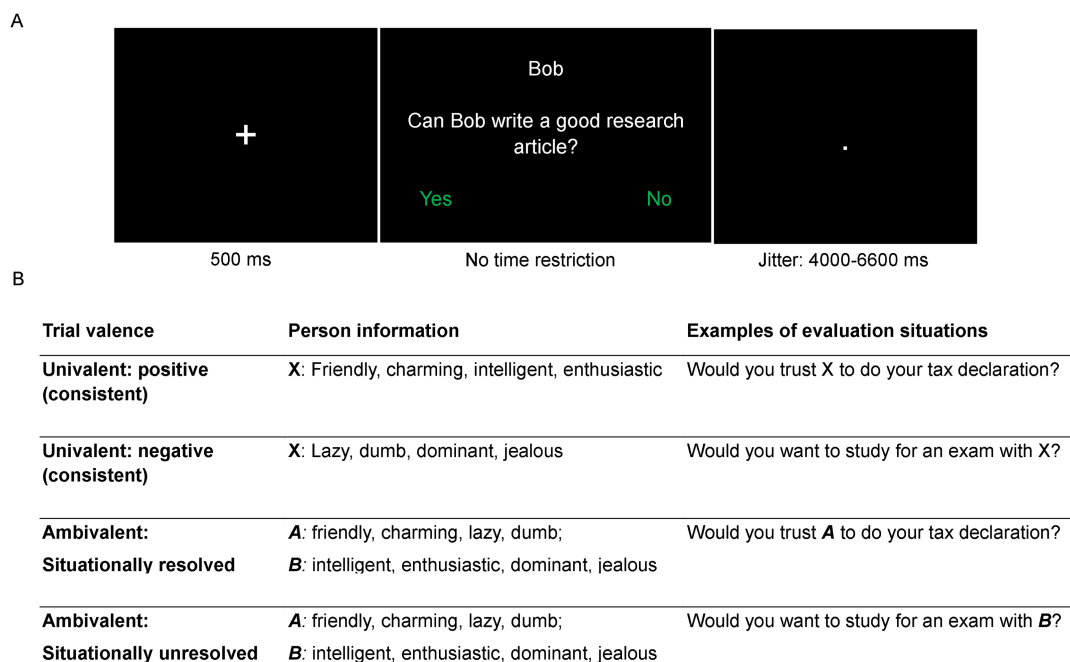 A
+
Bob
Can Bob write a good research
article?
Yes No
.
500 ms No time restriction Jitter: 4000-6600 ms
B
Trial valence Person information Examples of evaluation situations
Univalent: positive X: Friendly, charming, intelligent, enthusiastic Would you trust X to do your tax declaration?
(consistent)
Univalent: negative X: Lazy, dumb, dominant, jealous Would you want to study for an exam with X?
(consistent)
Ambivalent: A: friendly, charming, lazy, dumb; Would you trust A to do your tax declaration?
Situationally resolved B: intelligent, enthusiastic, dominant, jealous
Ambivalent: A: friendly, charming, lazy, dumb; Would you want to study for an exam with B?
Situationally unresolved B: intelligent, enthusiastic, dominant, jealous